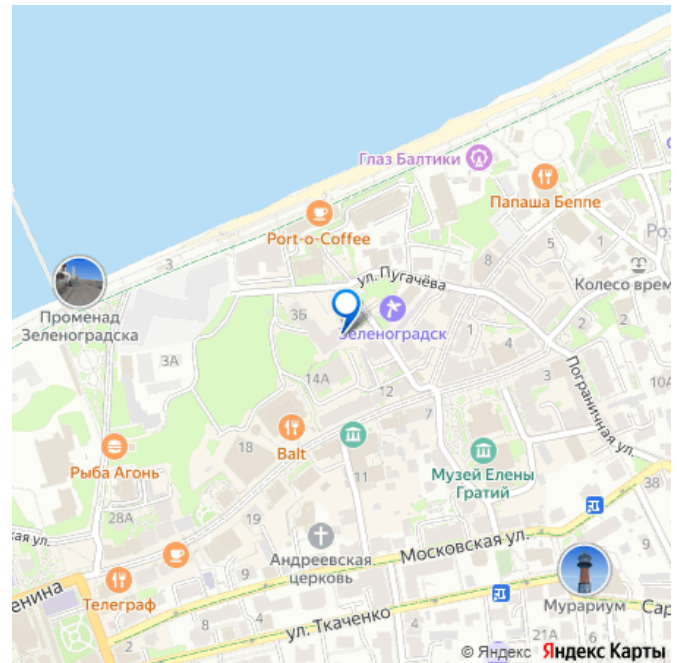 Глаз Балтики
Папаша Беппе
Port-o-Coffee
3
8
5
Роз
ул. Пугачёва
Колесо врем
Променад
Зеленоградска
3Б
Зеленоградск
1
2
2
4
3А
14А
12
3
Пограничная ул.
10А
7
18
Balt
Рыба Агонь
11
Музей Елены
Гратий
38
28А
19
ая ул.
Андреевская
церковь
Московская ул.
9
енина
Телеграф
4
Мурариум
Сар
8
ул. Ткаченко
2
21А
6
© Яндекс Яндекс Карты